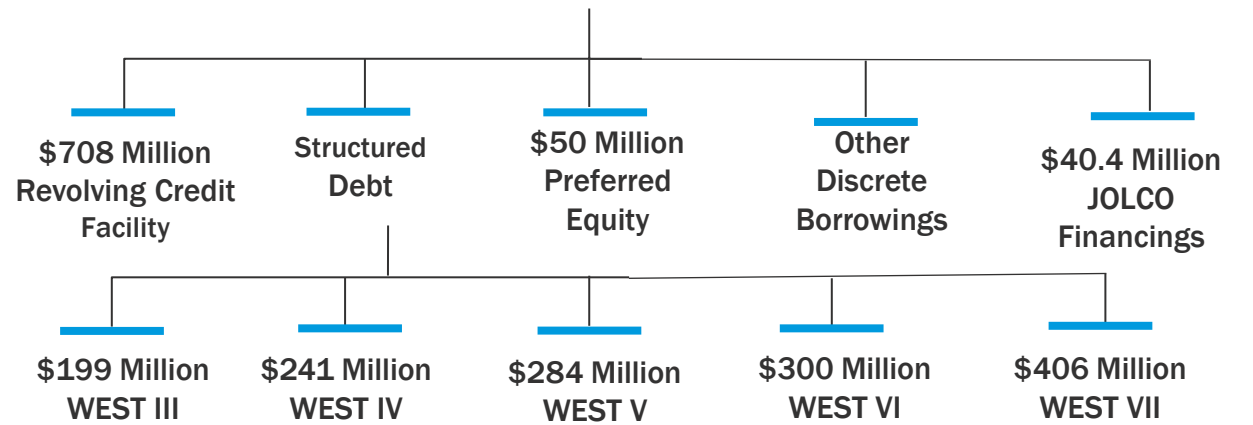 $708 Million
Revolving Credit
Facility
Structured
Debt
$50 Million
Preferred
Equity
Other
Discrete
Borrowings
$40.4 Million
JOLCO
Financings
$199 Million
WEST III
$241 Million
WEST IV
$284 Million
WEST V
$300 Million
WEST VI
$406 Million
WEST VII